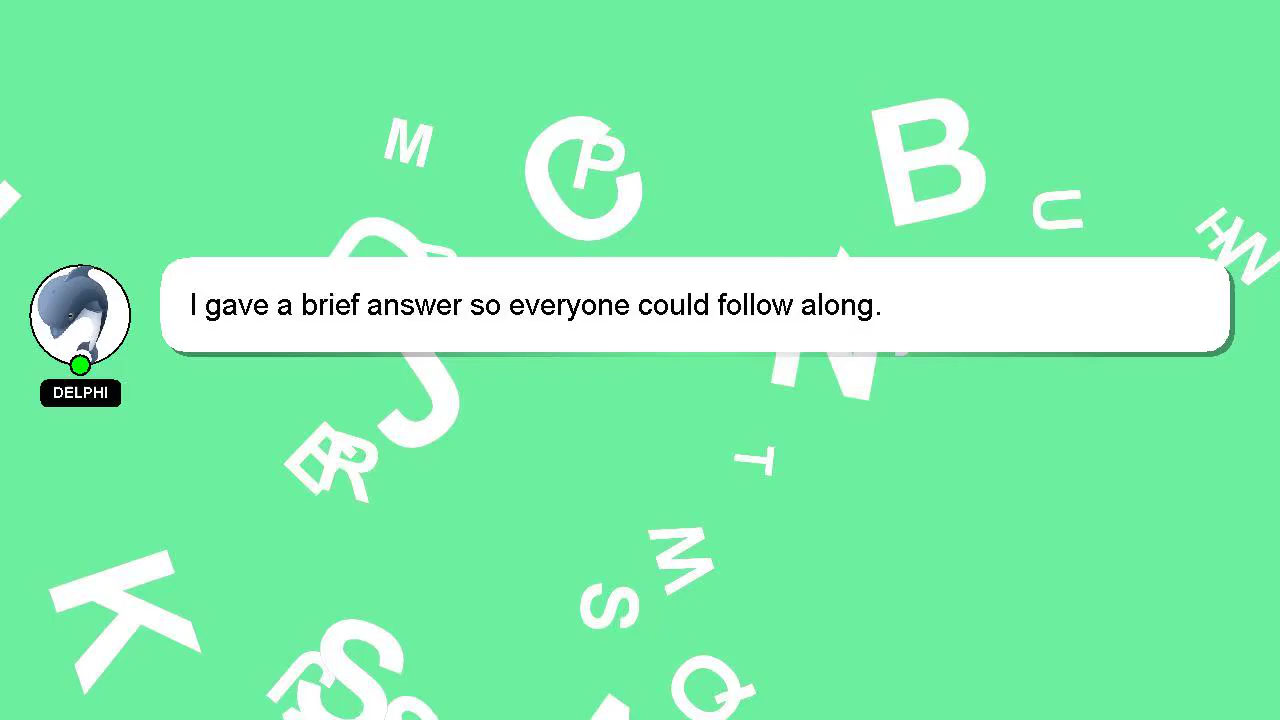 I gave a brief answer so everyone could follow along.
DELPHI
M
C
P
B
U
H
W
J
N
T
B
R
K
M
S
S
Q